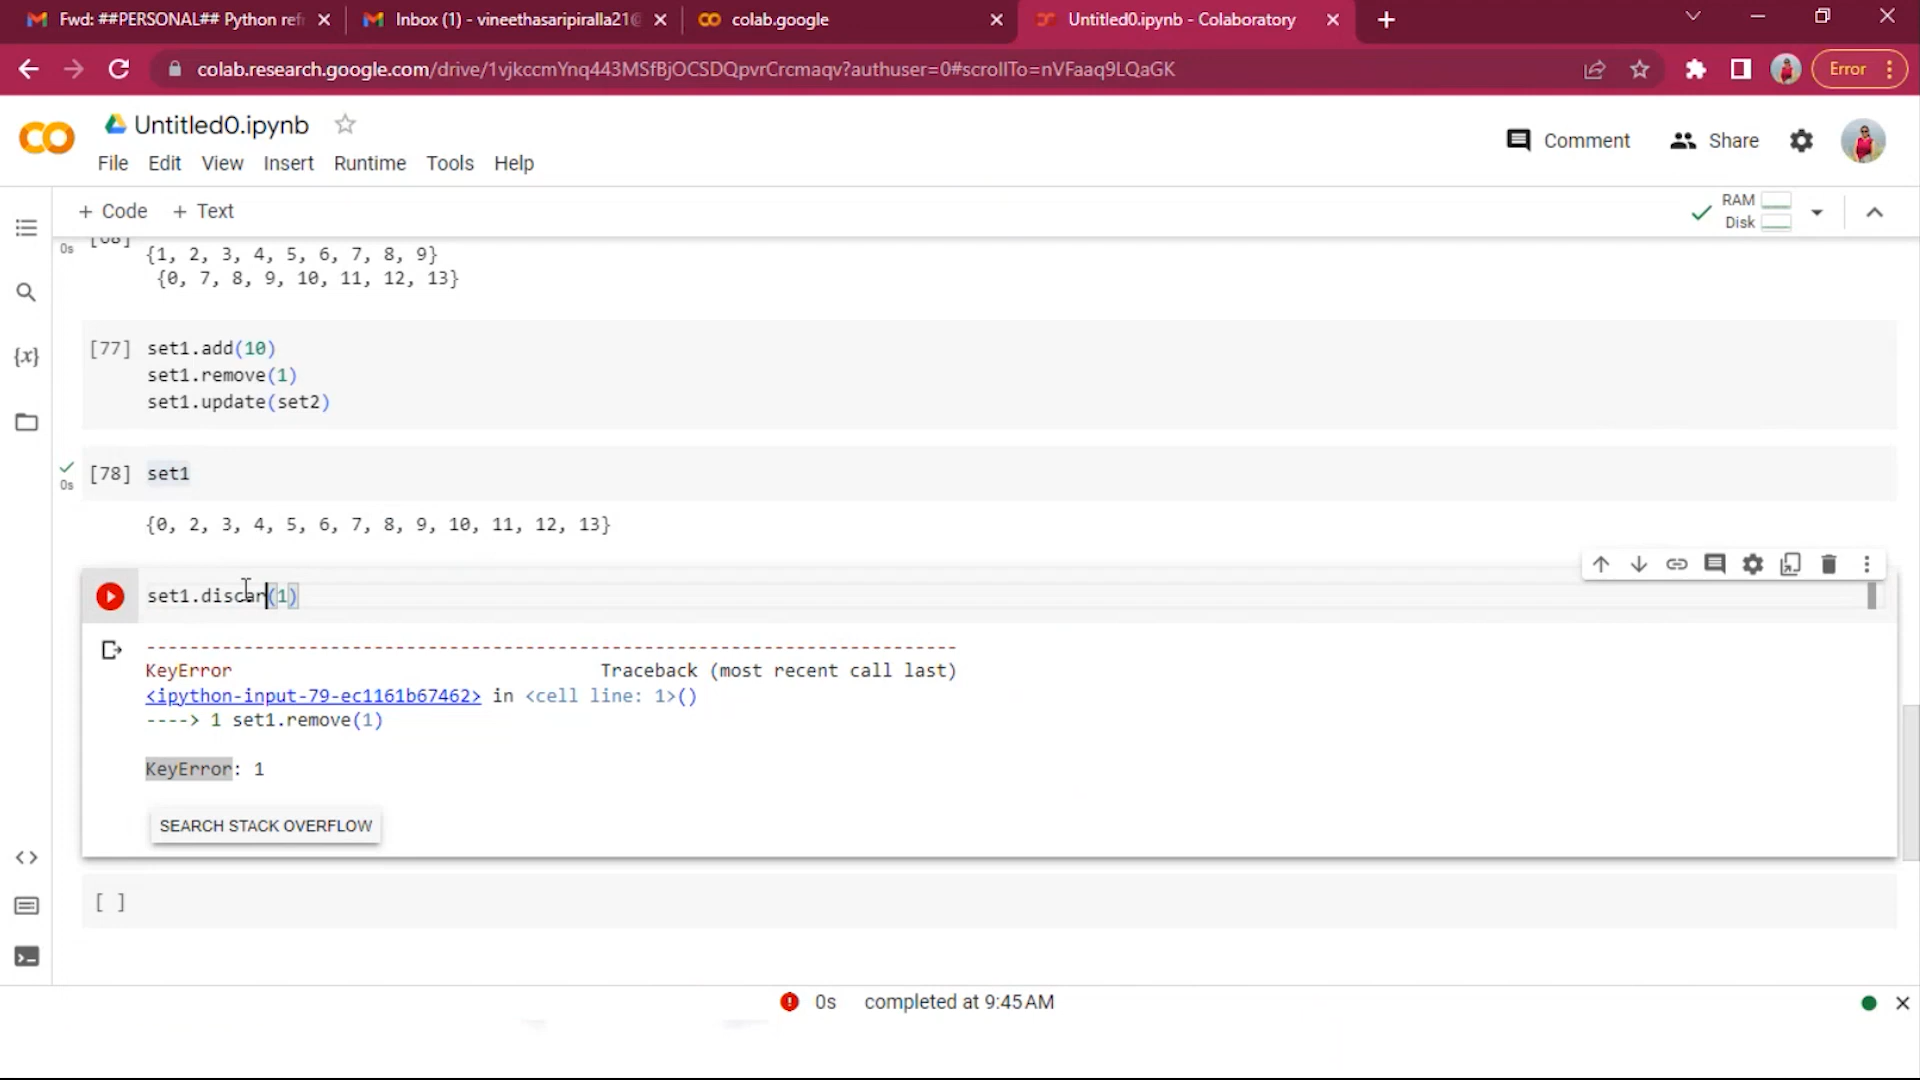 Fwd: ##PERSONAL## Python ref
Inbox (1) - vineethasaripiralla21@
colab.google
Untitled0.ipynb - Colaboratory
colab.research.google.com/drive/1vjkccmYnq443MSfBjOCSDQpvrCrcmaqv?authuser=0#scrollTo=nVFaaq9LQaGK
Error
Untitled0.ipynb
Comment
Share
File Edit View Insert Runtime Tools Help
+ Code + Text
RAM
Disk
0s
[68]
{1, 2, 3, 4, 5, 6, 7, 8, 9}
{0, 7, 8, 9, 10, 11, 12, 13}
[77] set1.add(10)
set1.remove(1)
set1.update(set2)
[78] set1
0s
{0, 2, 3, 4, 5, 6, 7, 8, 9, 10, 11, 12, 13}
set1.discar(1)
---------------------------------------------------------------------------
KeyError Traceback (most recent call last)
<ipython-input-79-ec1161b67462> in <cell line: 1>()
----> 1 set1.remove(1)
KeyError: 1
SEARCH STACK OVERFLOW
[ ]
0s completed at 9:45 AM